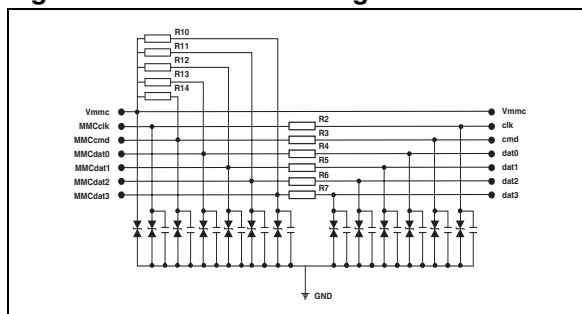 R10
R11
R12
R13
R14
Vmmc
Vmmc
MMCclk
R2
clk
MMCcmd
R3
cmd
MMCdat0
R4
dat0
MMCdat1
R5
dat1
MMCdat2
R6
dat2
MMCdat3
R7
dat3
GND